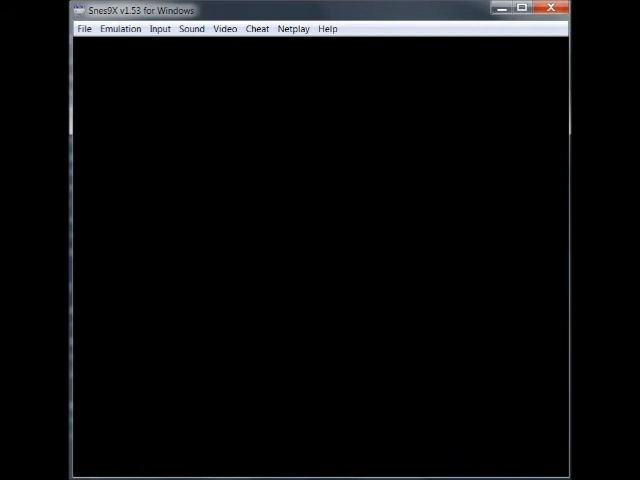 Snes9X v1.53 for Windows
File Emulation Input Sound Video Cheat Netplay Help